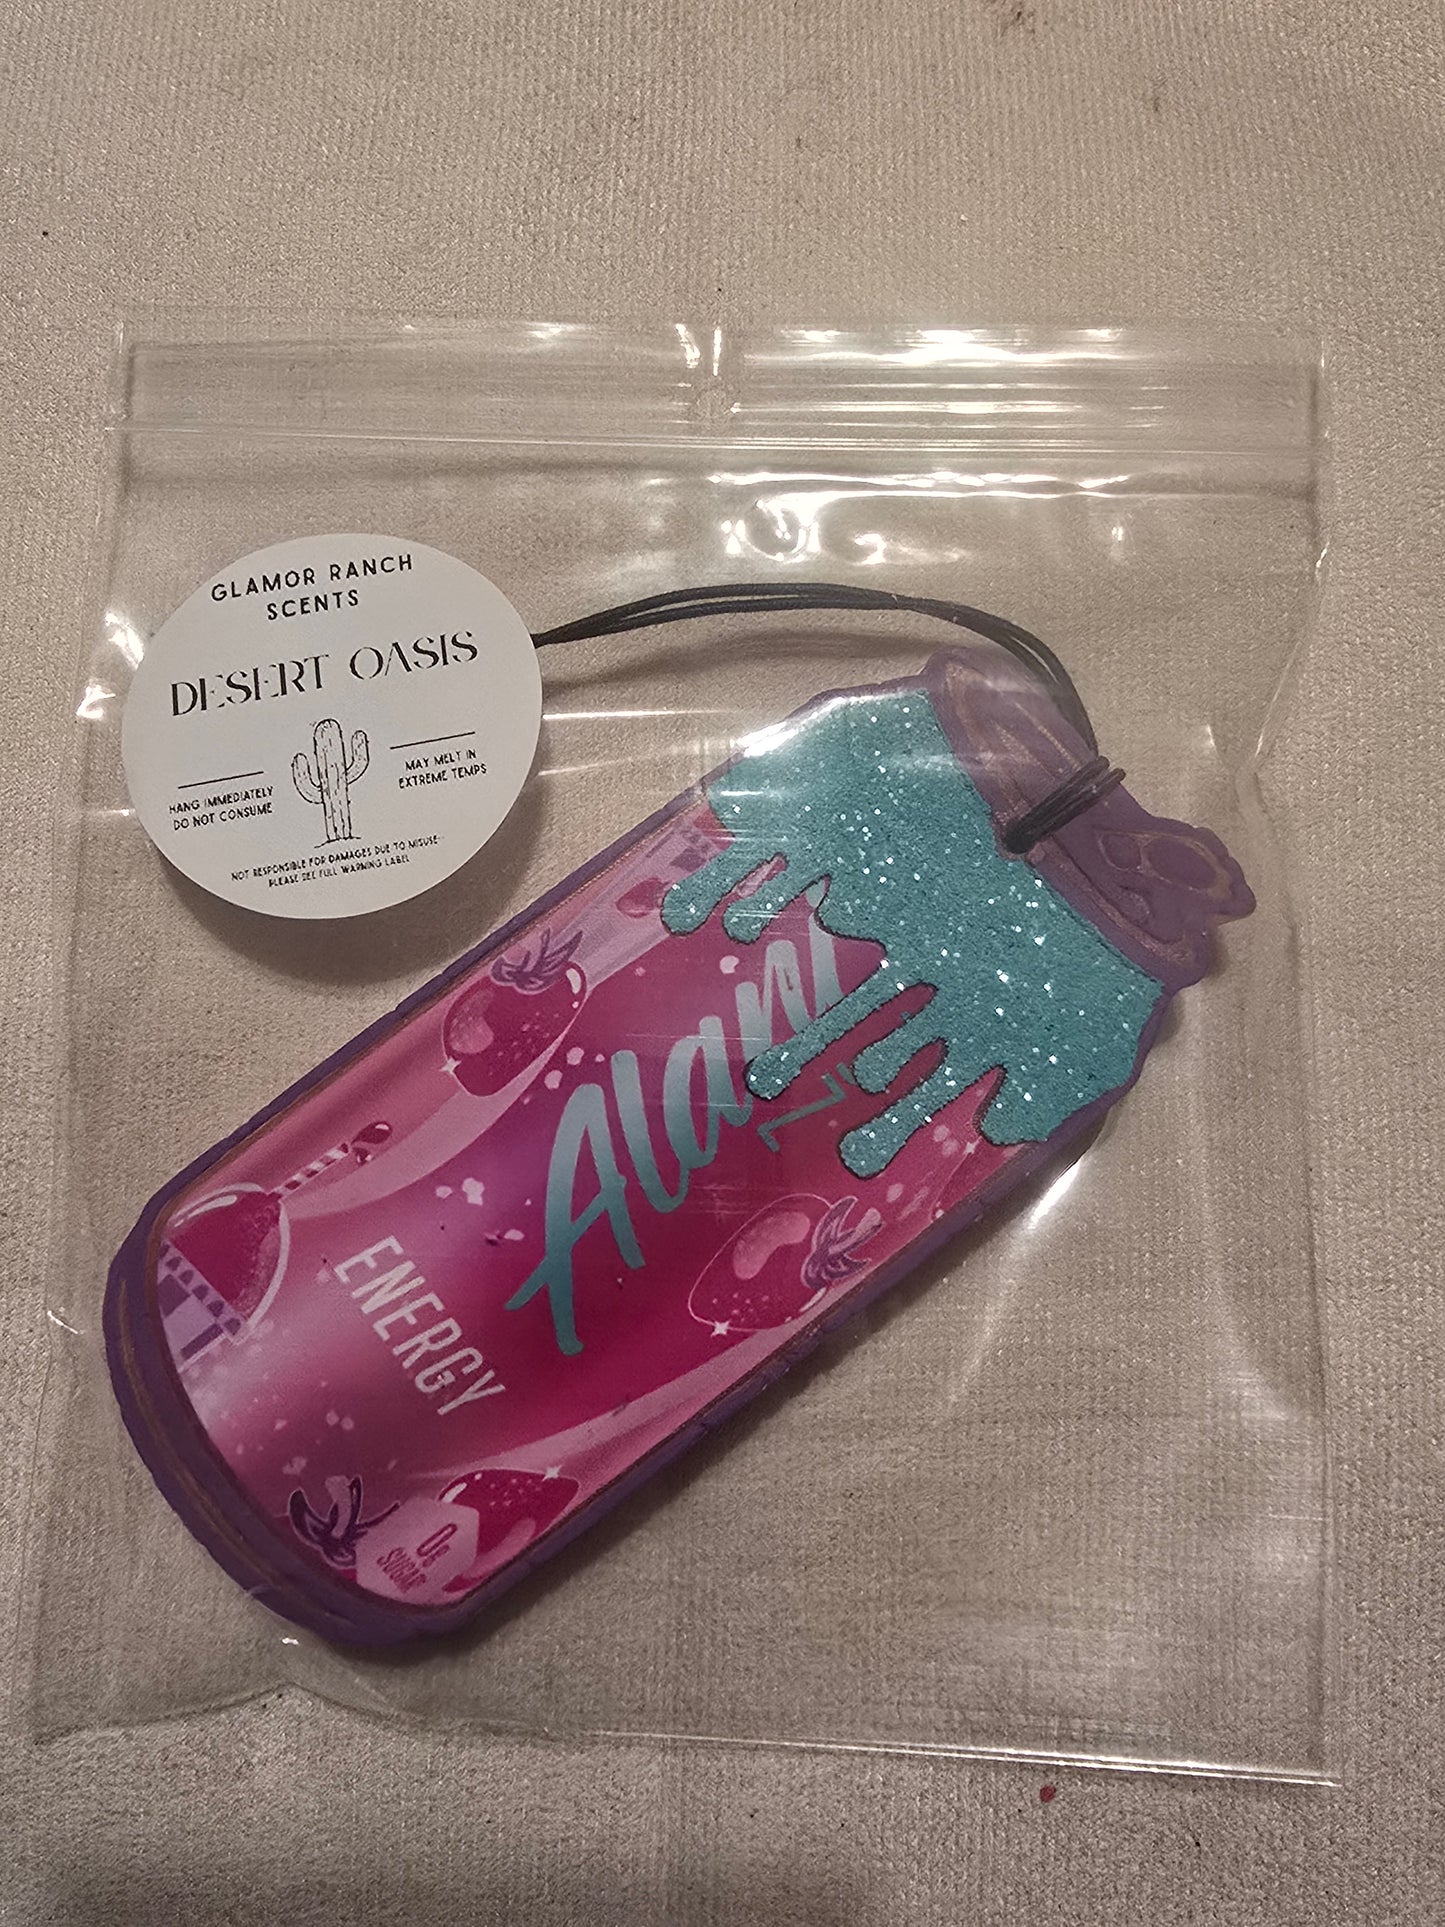 GLAMOR RANCH
SCENTS
DESERT OASIS
HANG IMMEDIATELY
DO NOT CONSUME
MAY MELT IN
EXTREME TEMPS
NOT RESPONSIBLE FOR DAMAGES DUE TO MISUSE-
PLEASE SEE FULL WARNING LABEL
Alani
ENERGY
0g
SUGAR